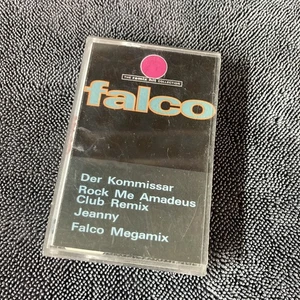 falco
Der Kommissar
Rock Me Amadeus
Club Remix
Jeanny
Falco Megamix